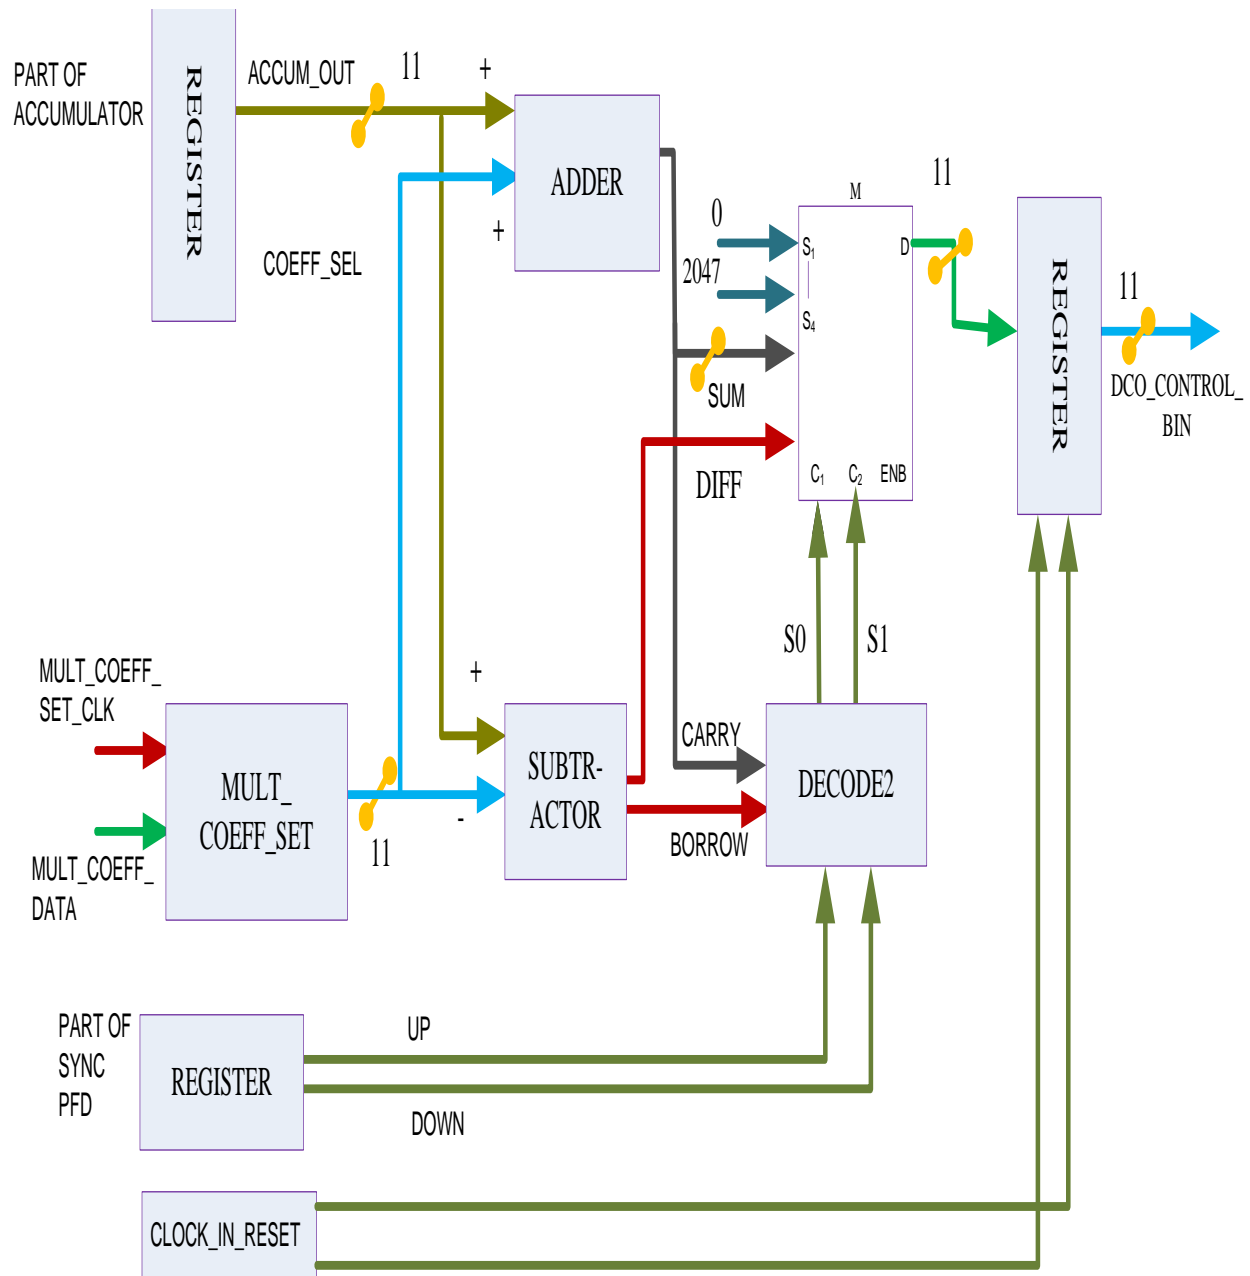 PART OF
ACCUMULATOR
REGISTER
ACCUM_OUT
11
+
ADDER
+
COEFF_SEL
0
2047
M
S1
S4
D
11
REGISTER
11
DCO_CONTROL_
BIN
SUM
DIFF
C1 C2 ENB
S0
S1
MULT_COEFF_
SET_CLK
MULT_COEFF_
DATA
MULT_
COEFF_SET
11
+
-
SUBTR-
ACTOR
CARRY
BORROW
DECODE2
PART OF
SYNC
PFD
REGISTER
UP
DOWN
CLOCK_IN_RESET